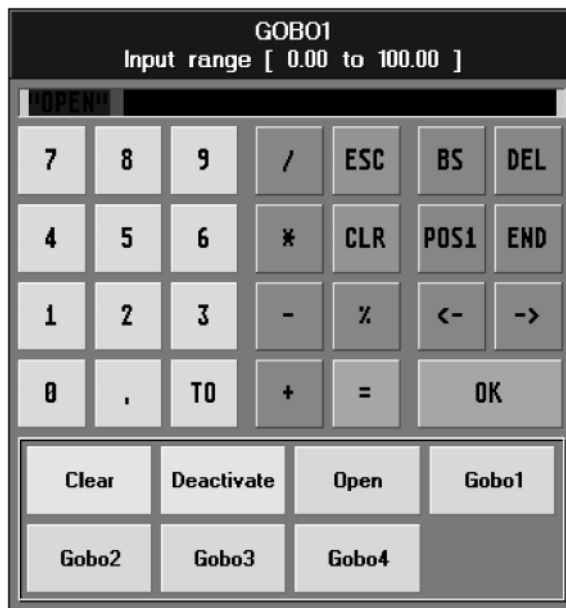 GOBO1
Input range [ 0.00 to 100.00 ]
"OPEN"
7 8 9 / ESC BS DEL
4 5 6 * CLR POS1 END
1 2 3 - % <- ->
0 . TO + = OK
Clear Deactivate Open Gobo1
Gobo2 Gobo3 Gobo4